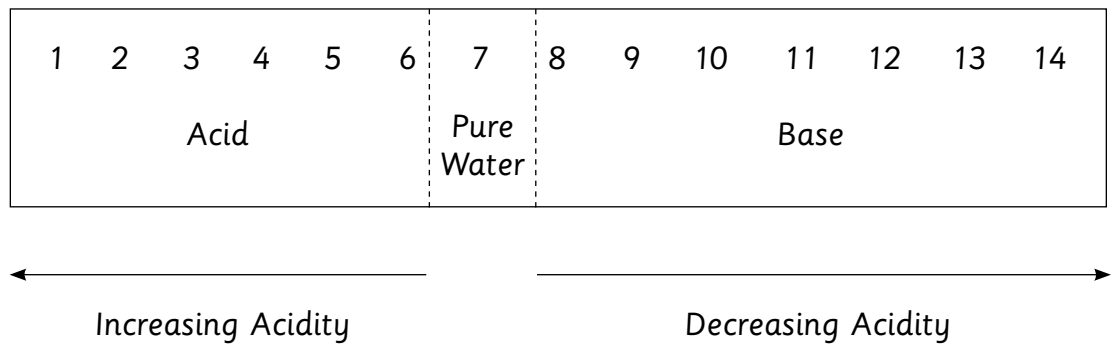 1 2 3 4 5 6 7 8 9 10 11 12 13 14
Acid
Pure
Water
Base
Increasing Acidity
Decreasing Acidity